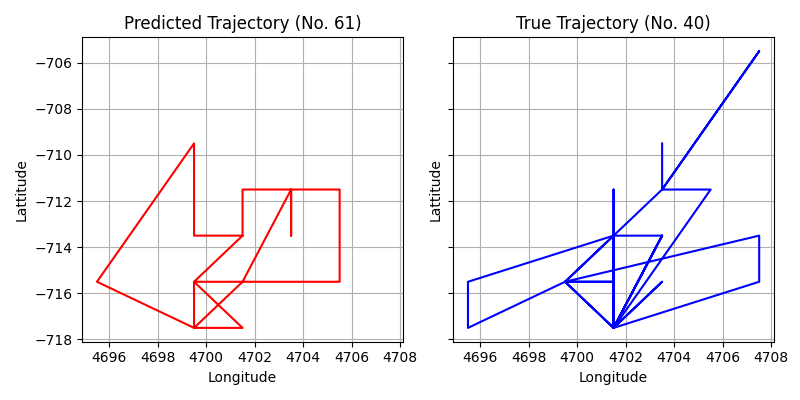 Predicted Trajectory (No. 61)
True Trajectory (No. 40)
−706
−708
−710
−712
−714
−716
−718
Lattitude
Lattitude
4696 4698 4700 4702 4704 4706 4708
4696 4698 4700 4702 4704 4706 4708
Longitude
Longitude